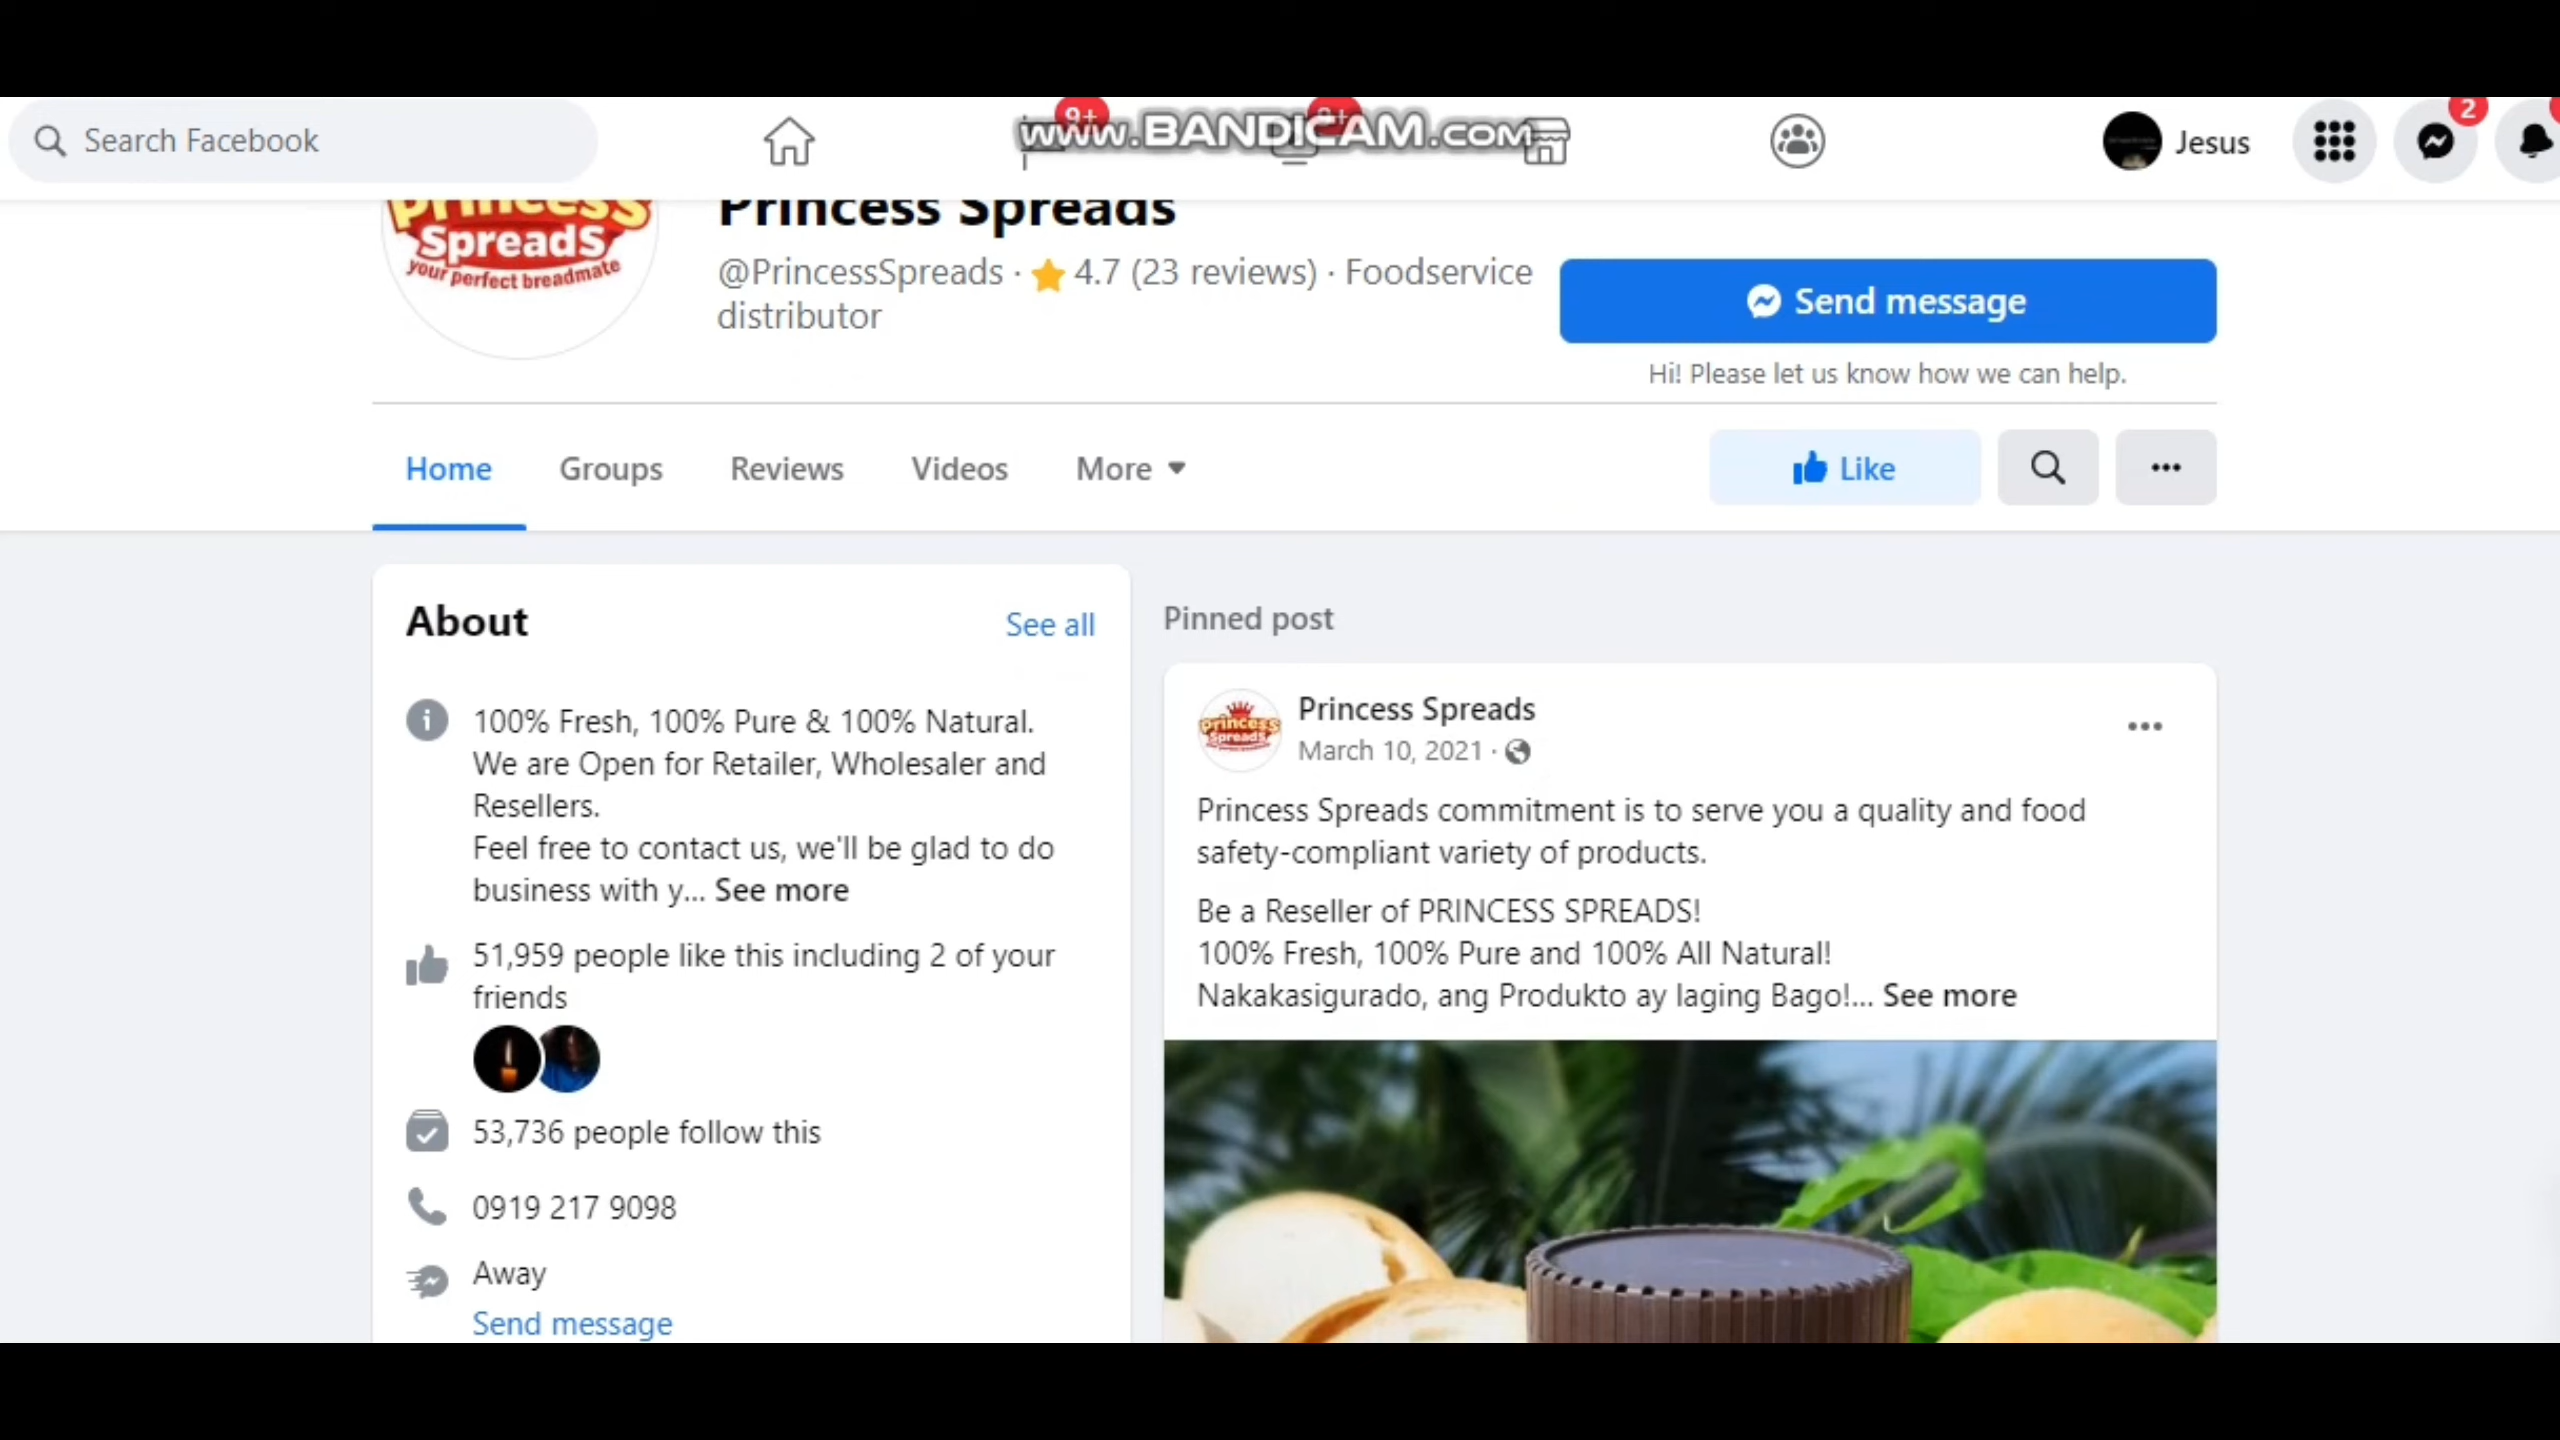 Search Facebook
9+
9+
www.BANDICAM.com
Jesus
2
Princess
Spreads
your perfect breadmate
Princess Spreads
@PrincessSpreads · 4.7 (23 reviews) · Foodservice
distributor
Send message
Hi! Please let us know how we can help.
Home
Groups
Reviews
Videos
More
Like
About
See all
100% Fresh, 100% Pure & 100% Natural.
We are Open for Retailer, Wholesaler and
Resellers.
Feel free to contact us, we'll be glad to do
business with y... See more
51,959 people like this including 2 of your
friends
53,736 people follow this
0919 217 9098
Away
Send message
Pinned post
Princess
Spreads
Princess Spreads
March 10, 2021 ·
Princess Spreads commitment is to serve you a quality and food
safety-compliant variety of products.
Be a Reseller of PRINCESS SPREADS!
100% Fresh, 100% Pure and 100% All Natural!
Nakakasigurado, ang Produkto ay laging Bago!... See more